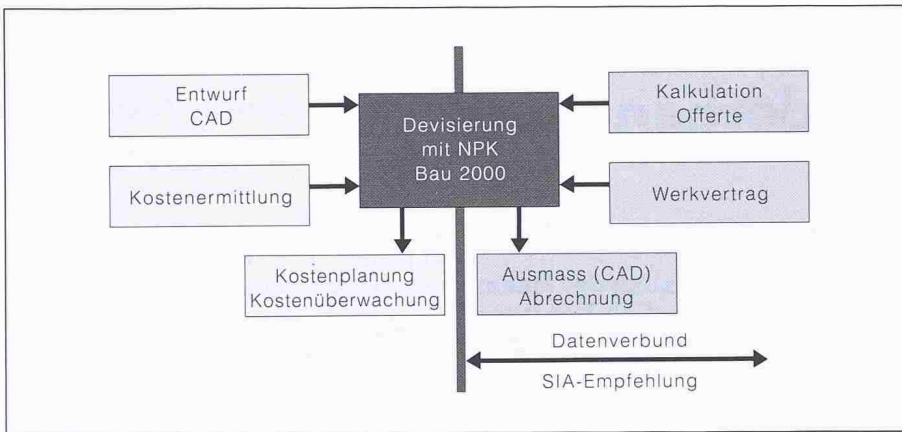 Entwurf
CAD
Kostenermittlung
Devisierung
mit NPK
Bau 2000
Kalkulation
Offerte
Werkvertrag
Kostenplanung
Kostenüberwachung
Ausmass (CAD)
Abrechnung
Datenverbund
SIA-Empfehlung